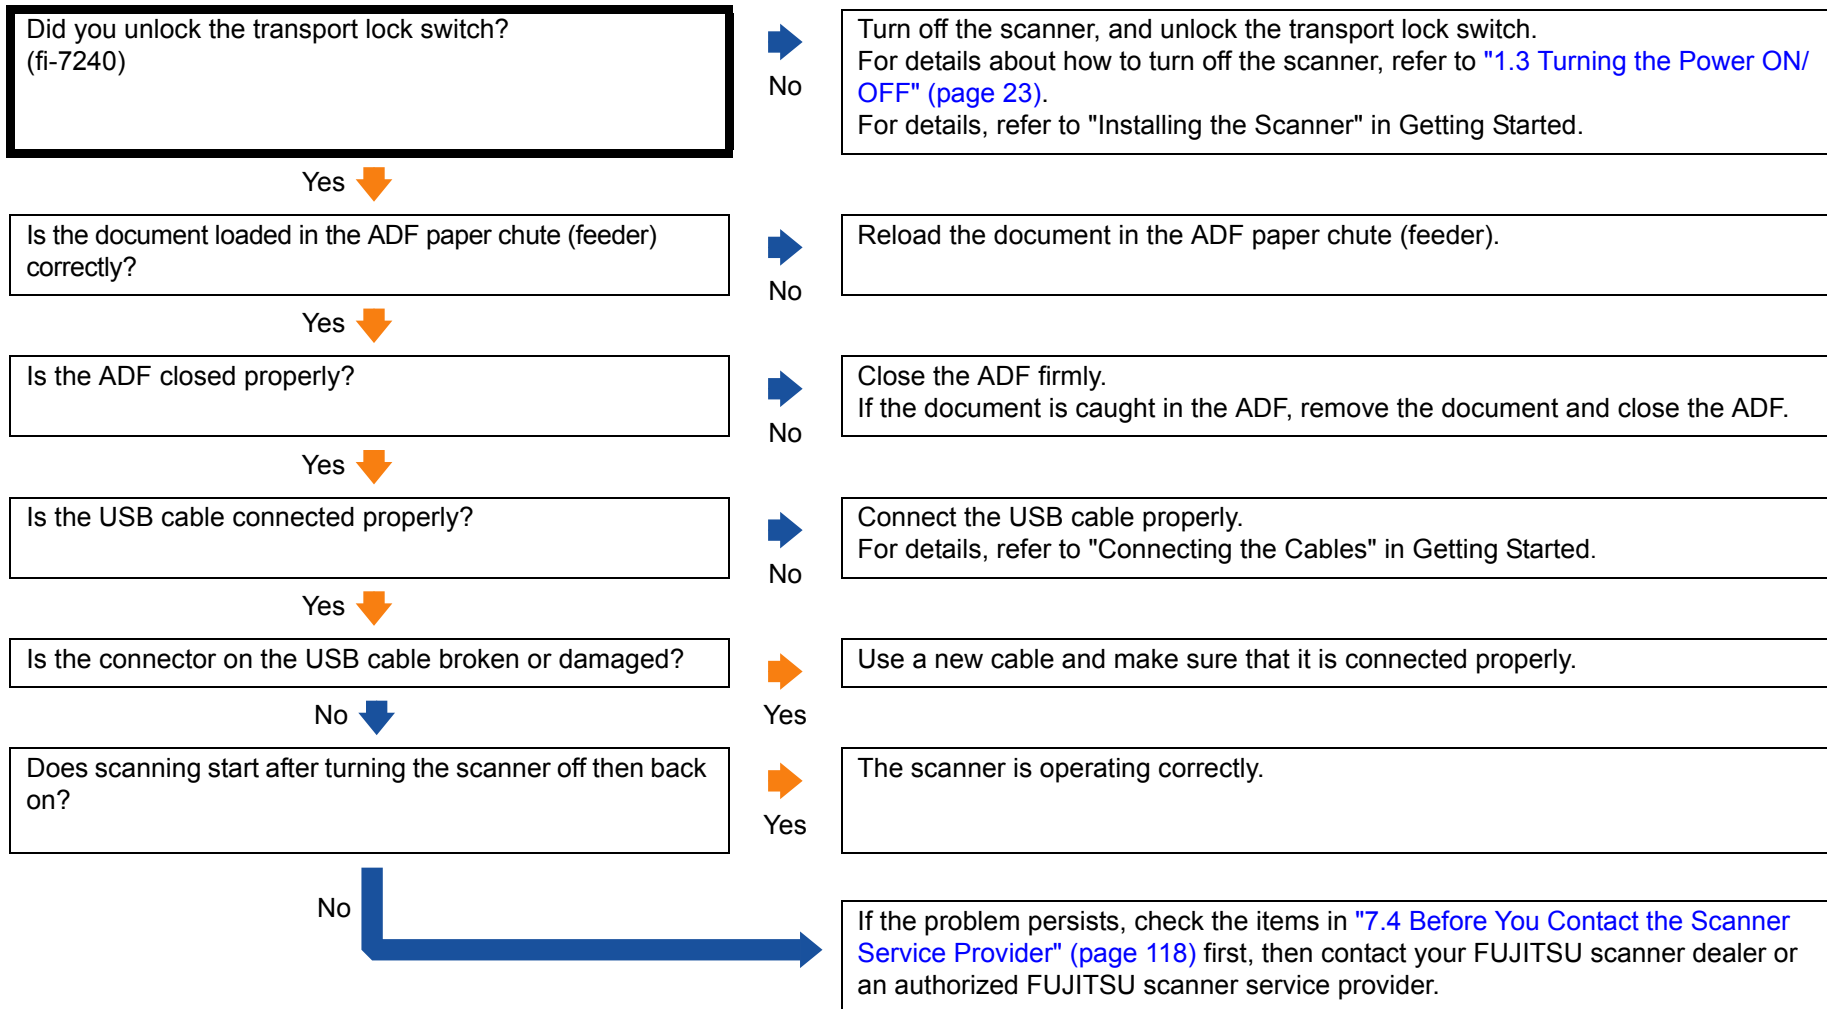 Did you unlock the transport lock switch?
(fi-7240)
No
Turn off the scanner, and unlock the transport lock switch.
For details about how to turn off the scanner, refer to "1.3 Turning the Power ON/
OFF" (page 23).
For details, refer to "Installing the Scanner" in Getting Started.
Yes
Is the document loaded in the ADF paper chute (feeder)
correctly?
No
Reload the document in the ADF paper chute (feeder).
Yes
Is the ADF closed properly?
No
Close the ADF firmly.
If the document is caught in the ADF, remove the document and close the ADF.
Yes
Is the USB cable connected properly?
No
Connect the USB cable properly.
For details, refer to "Connecting the Cables" in Getting Started.
Yes
Is the connector on the USB cable broken or damaged?
Yes
Use a new cable and make sure that it is connected properly.
No
Does scanning start after turning the scanner off then back
on?
Yes
The scanner is operating correctly.
No
If the problem persists, check the items in "7.4 Before You Contact the Scanner
Service Provider" (page 118) first, then contact your FUJITSU scanner dealer or
an authorized FUJITSU scanner service provider.